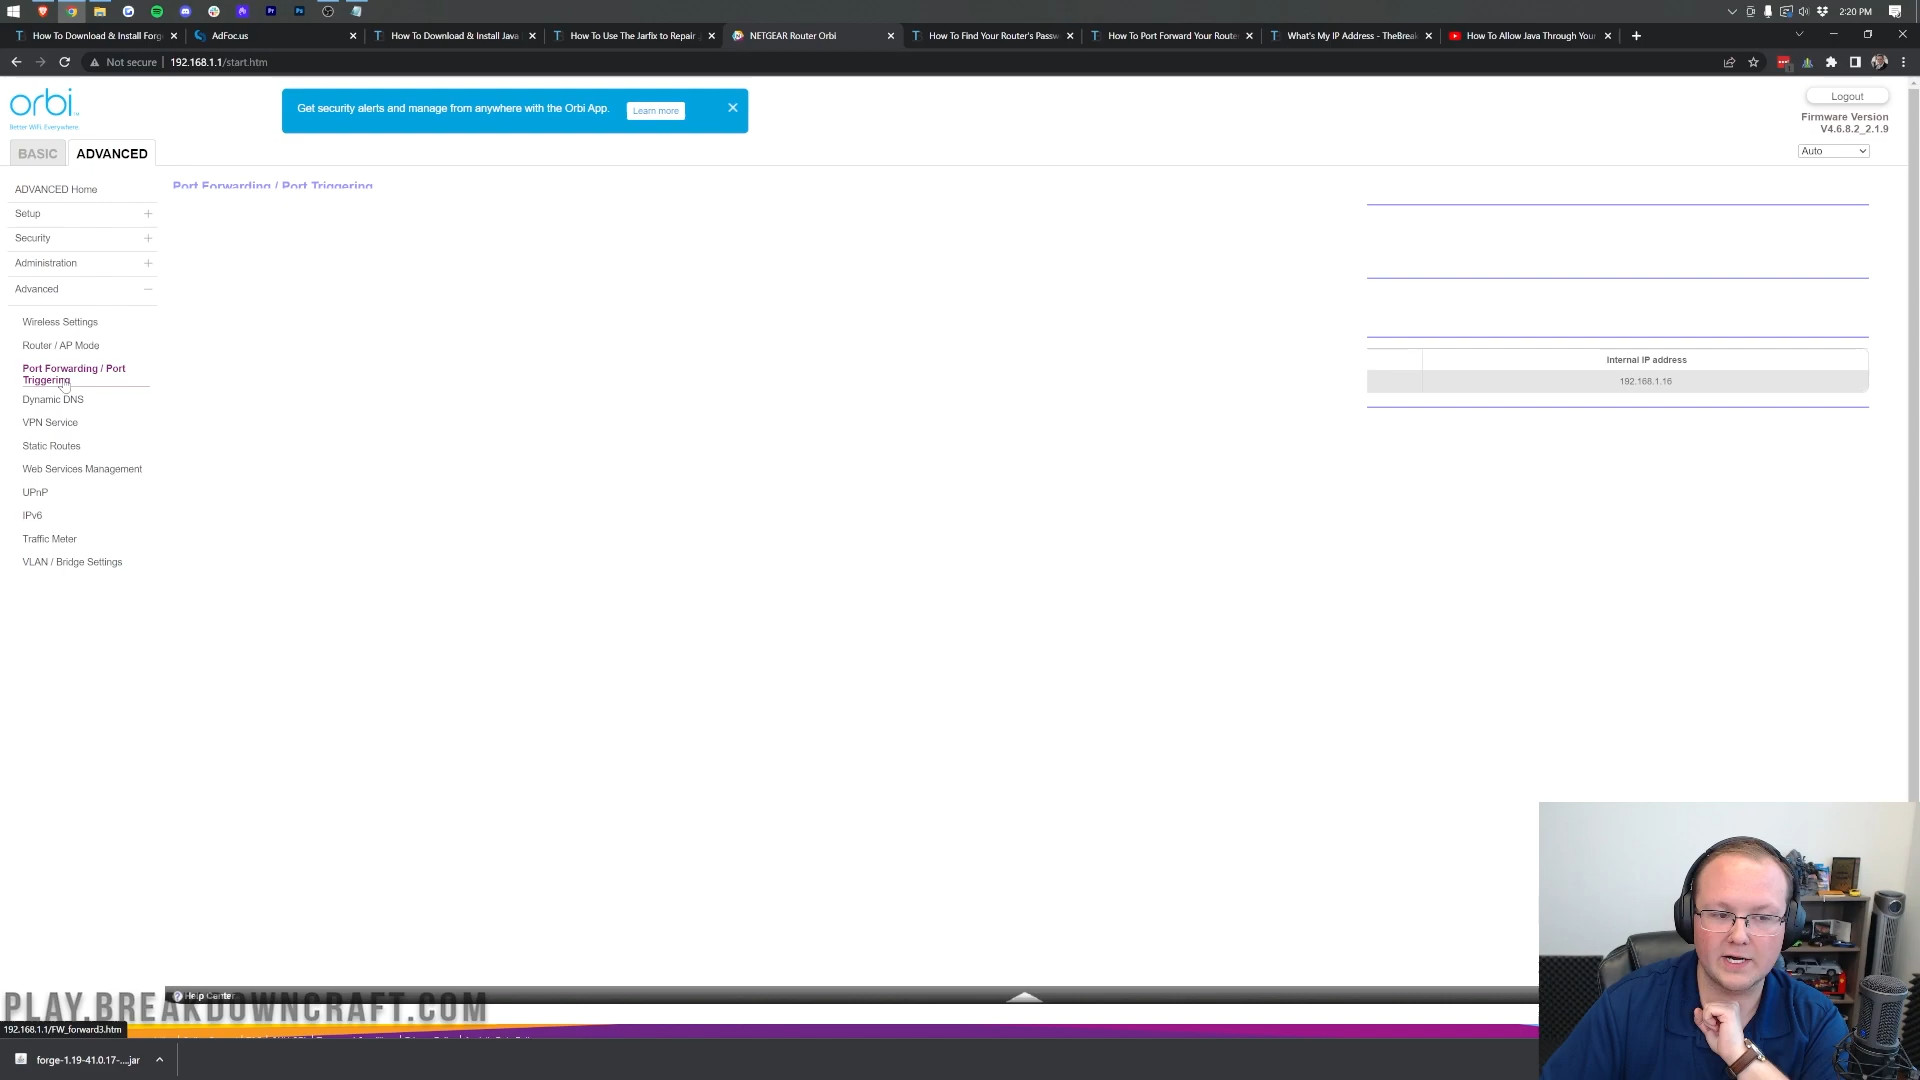 2:20 PM
How To Download & Install Forg
AdFoc.us
How To Download & Install Java
How To Use The Jarfix to Repair
NETGEAR Router Orbi
How To Find Your Router's Passw
How To Port Forward Your Route
What's My IP Address - TheBreak
How To Allow Java Through Your
Not secure
192.168.1.1/start.htm
orbi
Better WiFi. Everywhere.
Get security alerts and manage from anywhere with the Orbi App.
Learn more
Logout
Firmware Version
V4.6.8.2_2.1.9
Auto
BASIC
ADVANCED
ADVANCED Home
Setup
Security
Administration
Advanced
Wireless Settings
Router / AP Mode
Port Forwarding / Port
Triggering
Dynamic DNS
VPN Service
Static Routes
Web Services Management
UPnP
IPv6
Traffic Meter
VLAN / Bridge Settings
Port Forwarding / Port Triggering
Internal IP address
192.168.1.16
Help Center
PLAY.BREAKDOWNCRAFT.COM
192.168.1.1/FW_forward3.htm
forge-1.19-41.0.17-....jar